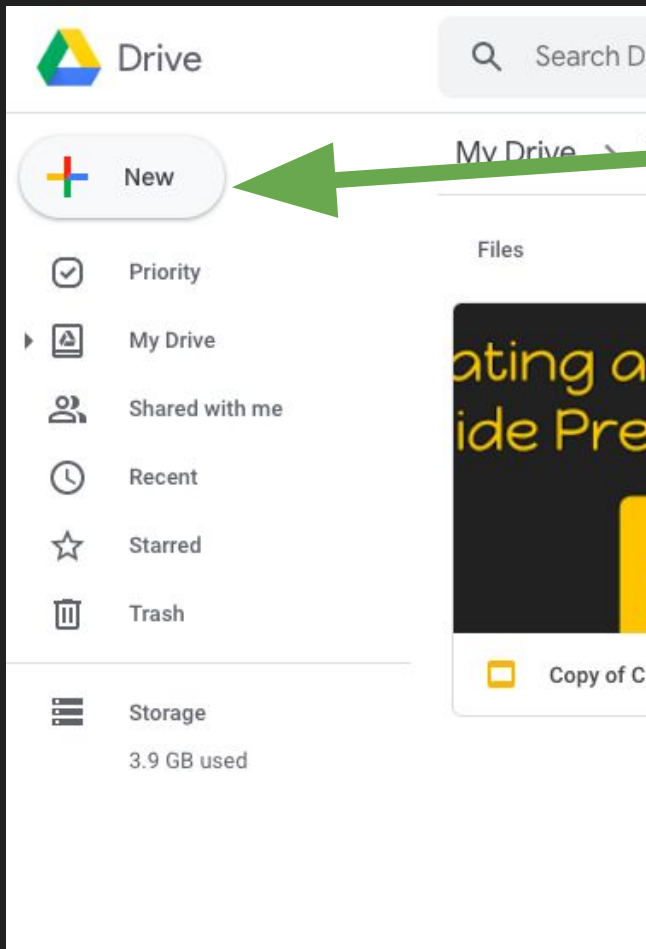 Drive
Search D
New
My Drive >
Priority
My Drive
Shared with me
Recent
Starred
Trash
Storage
3.9 GB used
Files
ating a
ide Pre
Copy of C